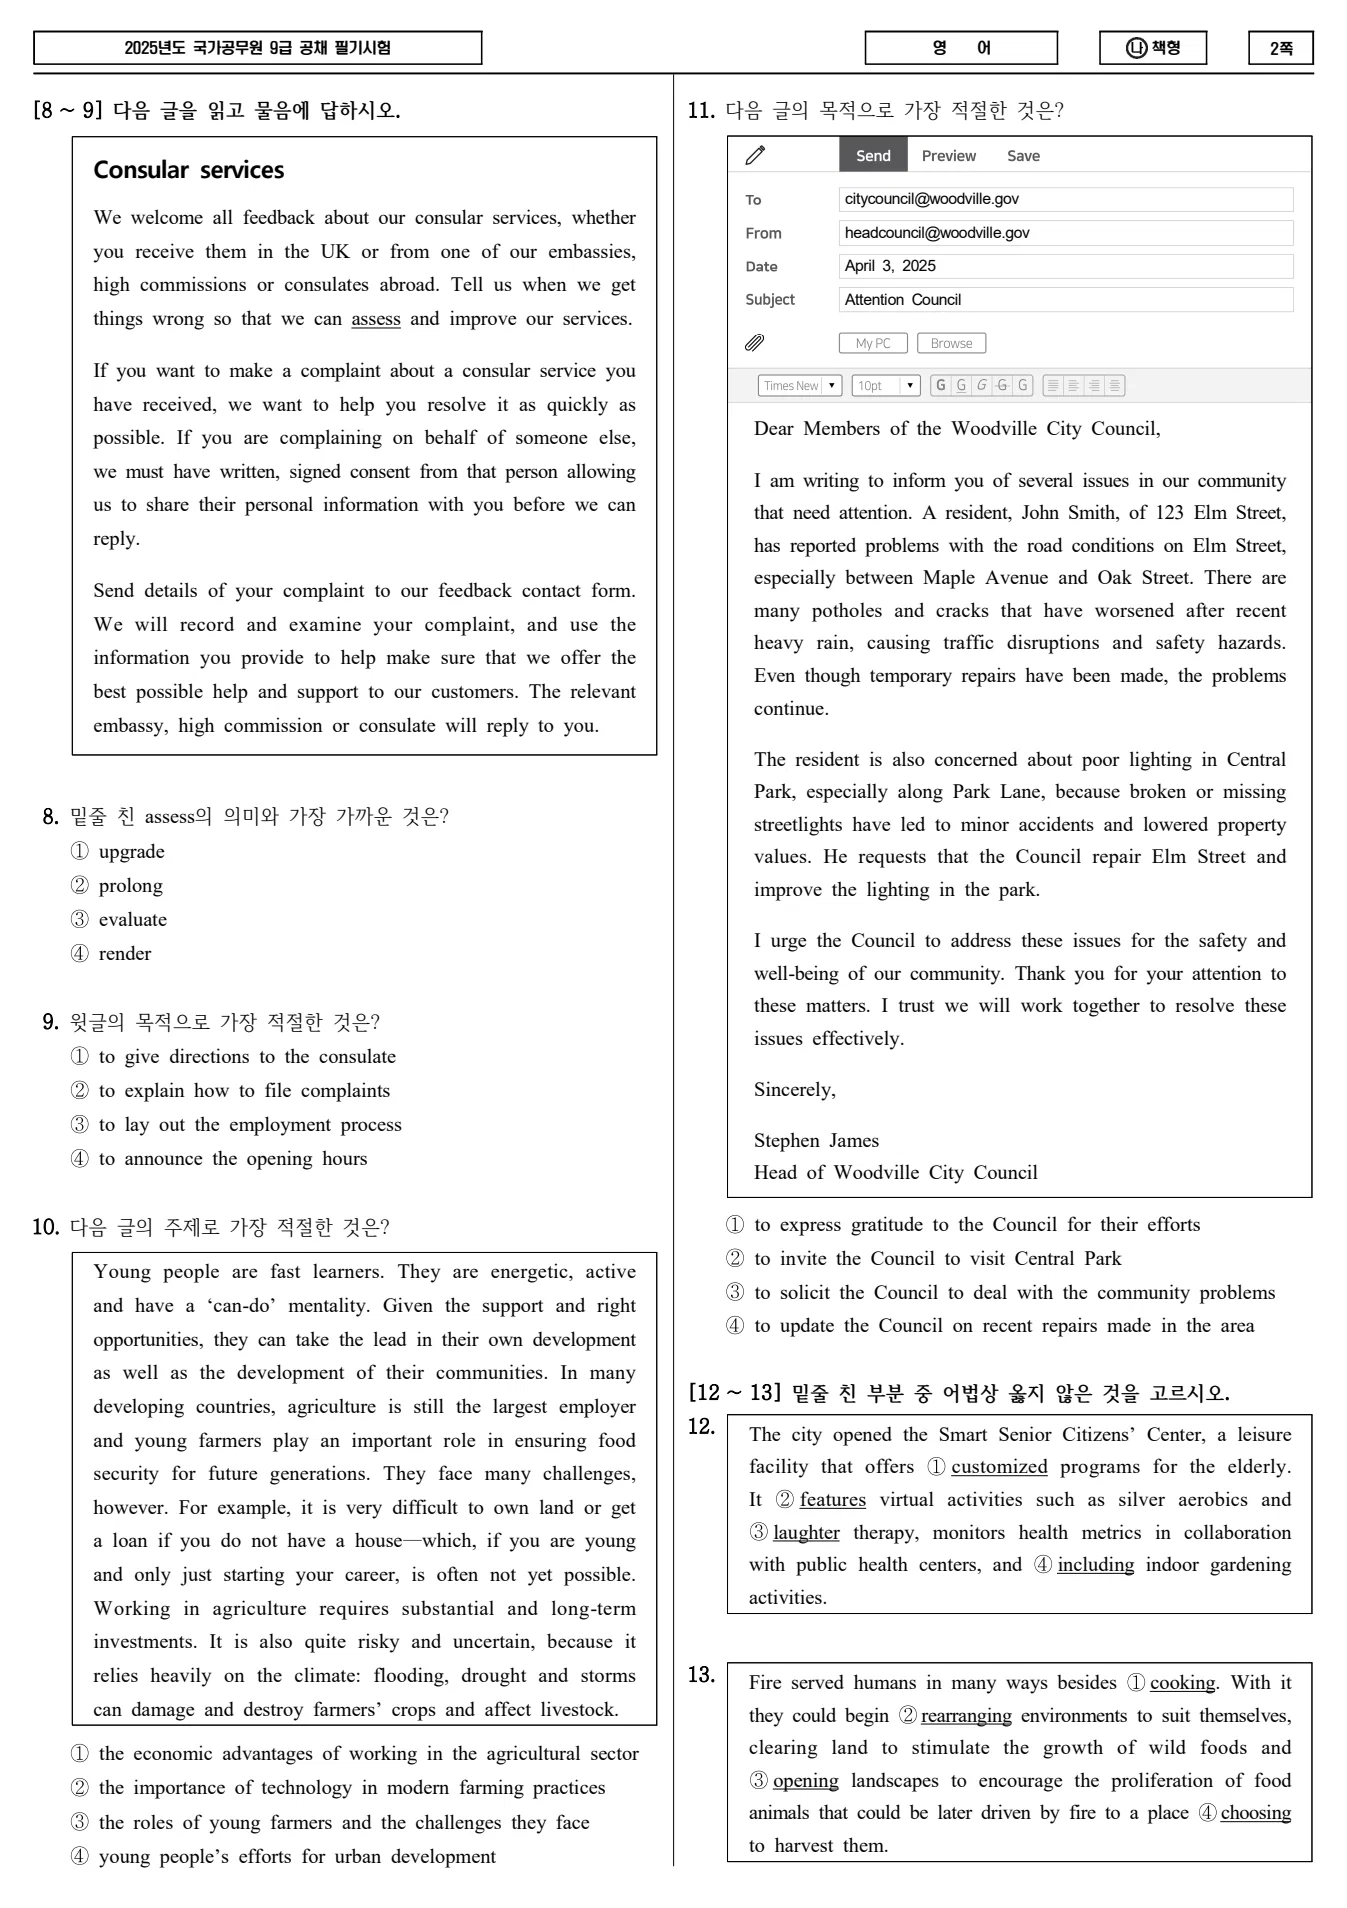 2025년도 국가공무원 9급 공채 필기시험
영 어
㉯ 책형
2쪽
[8 ~ 9] 다음 글을 읽고 물음에 답하시오.
Consular services
We welcome all feedback about our consular services, whether
you receive them in the UK or from one of our embassies,
high commissions or consulates abroad. Tell us when we get
things wrong so that we can assess and improve our services.
If you want to make a complaint about a consular service you
have received, we want to help you resolve it as quickly as
possible. If you are complaining on behalf of someone else,
we must have written, signed consent from that person allowing
us to share their personal information with you before we can
reply.
Send details of your complaint to our feedback contact form.
We will record and examine your complaint, and use the
information you provide to help make sure that we offer the
best possible help and support to our customers. The relevant
embassy, high commission or consulate will reply to you.
8. 밑줄 친 assess의 의미와 가장 가까운 것은?
① upgrade
② prolong
③ evaluate
④ render
9. 윗글의 목적으로 가장 적절한 것은?
① to give directions to the consulate
② to explain how to file complaints
③ to lay out the employment process
④ to announce the opening hours
10. 다음 글의 주제로 가장 적절한 것은?
Young people are fast learners. They are energetic, active
and have a ‘can-do’ mentality. Given the support and right
opportunities, they can take the lead in their own development
as well as the development of their communities. In many
developing countries, agriculture is still the largest employer
and young farmers play an important role in ensuring food
security for future generations. They face many challenges,
however. For example, it is very difficult to own land or get
a loan if you do not have a house—which, if you are young
and only just starting your career, is often not yet possible.
Working in agriculture requires substantial and long-term
investments. It is also quite risky and uncertain, because it
relies heavily on the climate: flooding, drought and storms
can damage and destroy farmers’ crops and affect livestock.
① the economic advantages of working in the agricultural sector
② the importance of technology in modern farming practices
③ the roles of young farmers and the challenges they face
④ young people’s efforts for urban development
11. 다음 글의 목적으로 가장 적절한 것은?
Send Preview Save
To citycouncil@woodville.gov
From headcouncil@woodville.gov
Date April 3, 2025
Subject Attention Council
My PC Browse
Times New ▼ 10pt ▼ G G G G G
Dear Members of the Woodville City Council,
I am writing to inform you of several issues in our community
that need attention. A resident, John Smith, of 123 Elm Street,
has reported problems with the road conditions on Elm Street,
especially between Maple Avenue and Oak Street. There are
many potholes and cracks that have worsened after recent
heavy rain, causing traffic disruptions and safety hazards.
Even though temporary repairs have been made, the problems
continue.
The resident is also concerned about poor lighting in Central
Park, especially along Park Lane, because broken or missing
streetlights have led to minor accidents and lowered property
values. He requests that the Council repair Elm Street and
improve the lighting in the park.
I urge the Council to address these issues for the safety and
well-being of our community. Thank you for your attention to
these matters. I trust we will work together to resolve these
issues effectively.
Sincerely,
Stephen James
Head of Woodville City Council
① to express gratitude to the Council for their efforts
② to invite the Council to visit Central Park
③ to solicit the Council to deal with the community problems
④ to update the Council on recent repairs made in the area
[12 ~ 13] 밑줄 친 부분 중 어법상 옳지 않은 것을 고르시오.
12. The city opened the Smart Senior Citizens’ Center, a leisure
facility that offers ① customized programs for the elderly.
It ② features virtual activities such as silver aerobics and
③ laughter therapy, monitors health metrics in collaboration
with public health centers, and ④ including indoor gardening
activities.
13. Fire served humans in many ways besides ① cooking. With it
they could begin ② rearranging environments to suit themselves,
clearing land to stimulate the growth of wild foods and
③ opening landscapes to encourage the proliferation of food
animals that could be later driven by fire to a place ④ choosing
to harvest them.